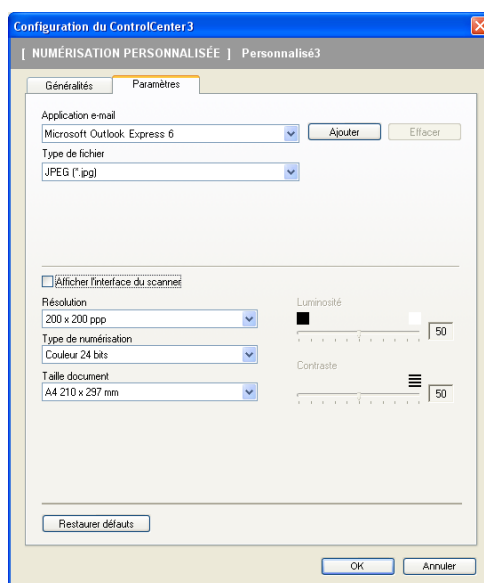 Configuration du ControlCenter3
[ NUMÉRISATION PERSONNALISÉE ] Personnalisé3
Généralités Paramètres
Application e-mail
Microsoft Outlook Express 6 Ajouter Effacer
Type de fichier
JPEG (*.jpg)
Afficher l'interface du scanner
Résolution Luminosité
200 x 200 ppp 50
Type de numérisation
Couleur 24 bits
Contraste
Taille document
A4 210 x 297 mm 50
Restaurer défauts
OK Annuler